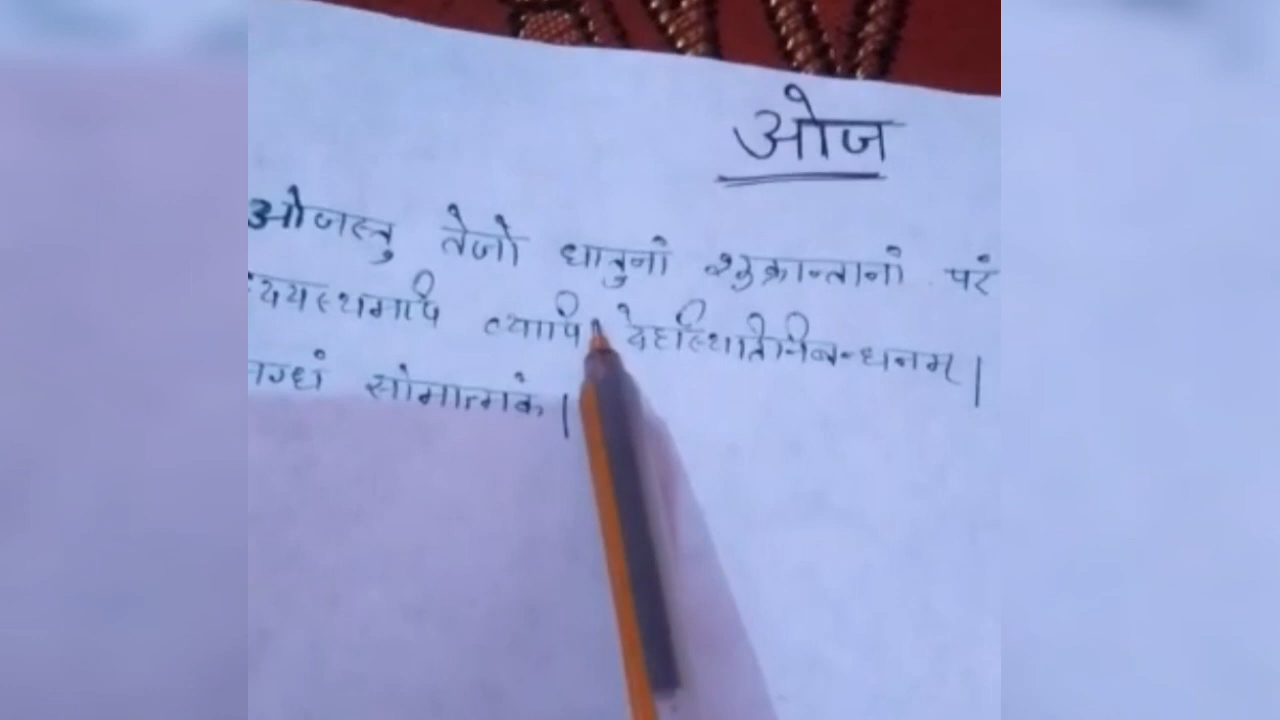 ओज
ओजस्तु तेजो धातुनां शुक्रान्तानां परं
दयस्थमपि व्यापि देहस्थितिनिबन्धनम्।
ग्धं सोमात्मकं।